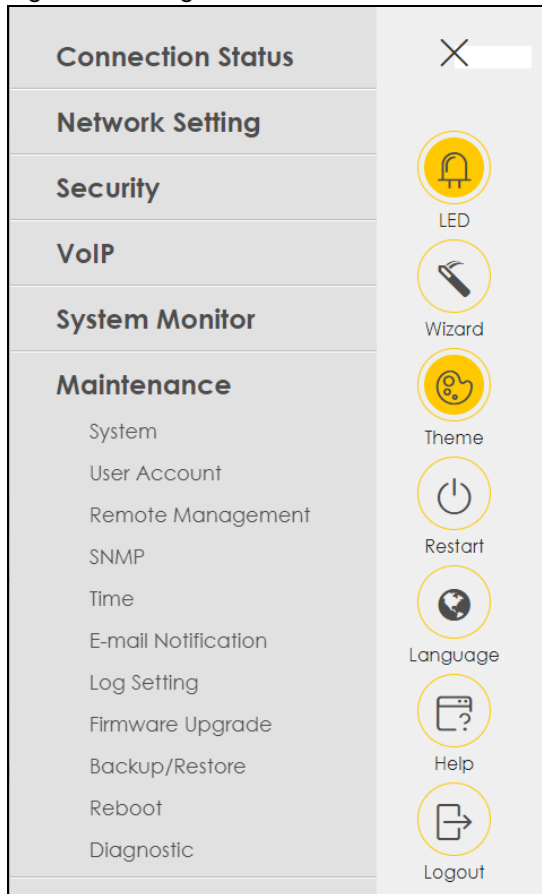 Connection Status
Network Setting
Security
VoIP
System Monitor
Maintenance
System
User Account
Remote Management
SNMP
Time
E-mail Notification
Log Setting
Firmware Upgrade
Backup/Restore
Reboot
Diagnostic
LED
Wizard
Theme
Restart
Language
Help
Logout